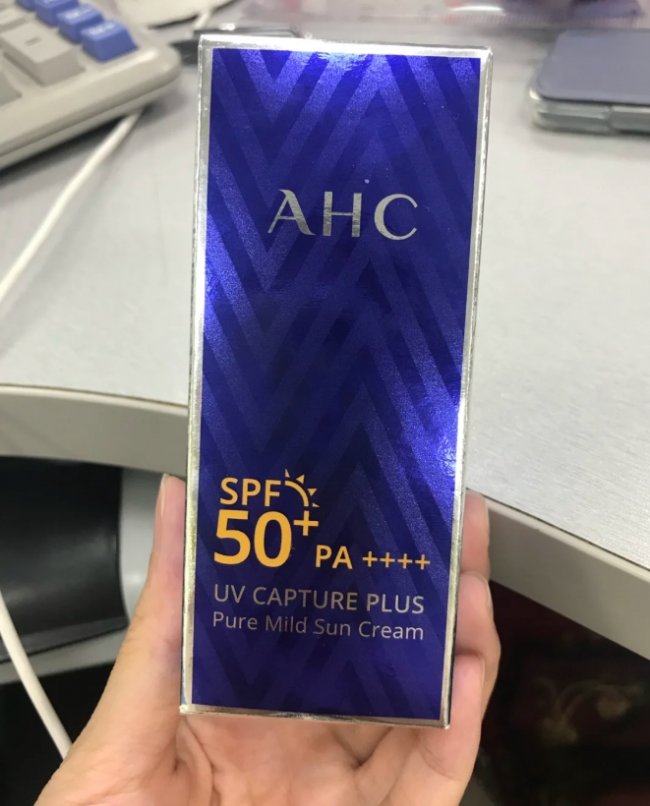 AHC
SPF
50+ PA ++++
UV CAPTURE PLUS
Pure Mild Sun Cream